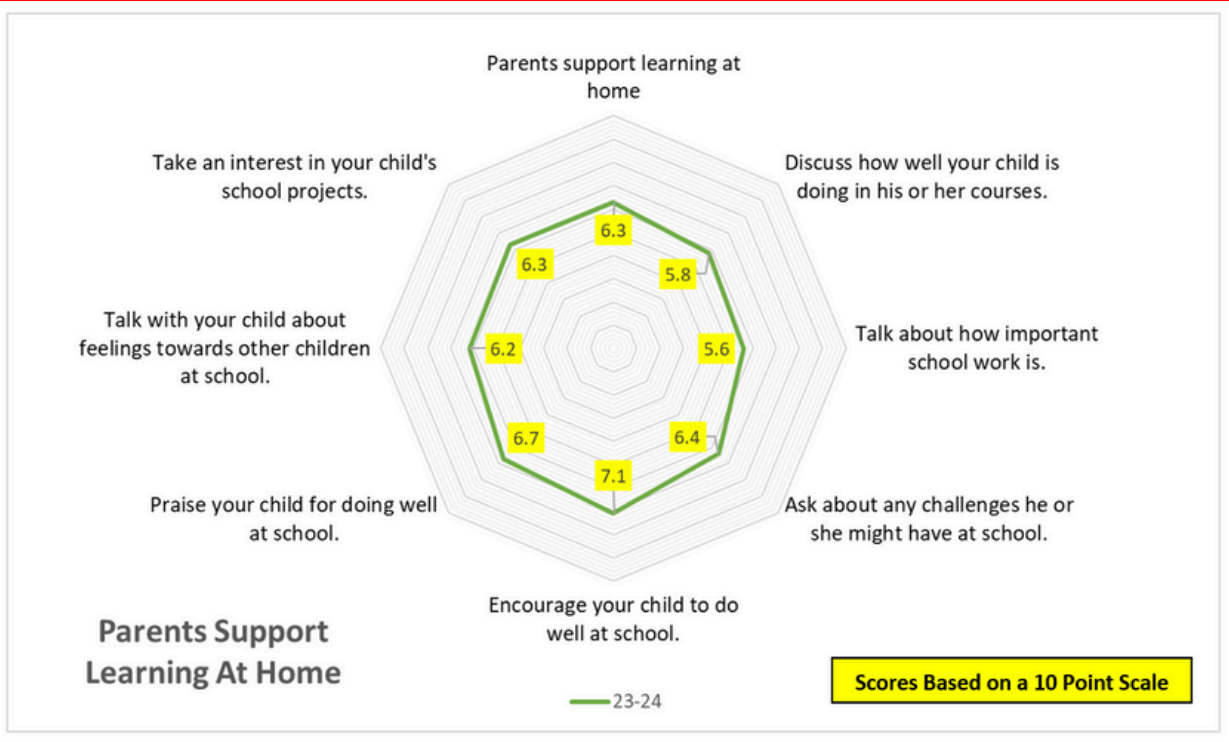 Parents support learning at
home
Take an interest in your child's
school projects.
Discuss how well your child is
doing in his or her courses.
6.3
6.3
5.8
Talk with your child about
feelings towards other children
at school.
6.2
5.6
Talk about how important
school work is.
6.7
6.4
7.1
Praise your child for doing well
at school.
Ask about any challenges he or
she might have at school.
Encourage your child to do
well at school.
Parents Support
Learning At Home
Scores Based on a 10 Point Scale
23-24